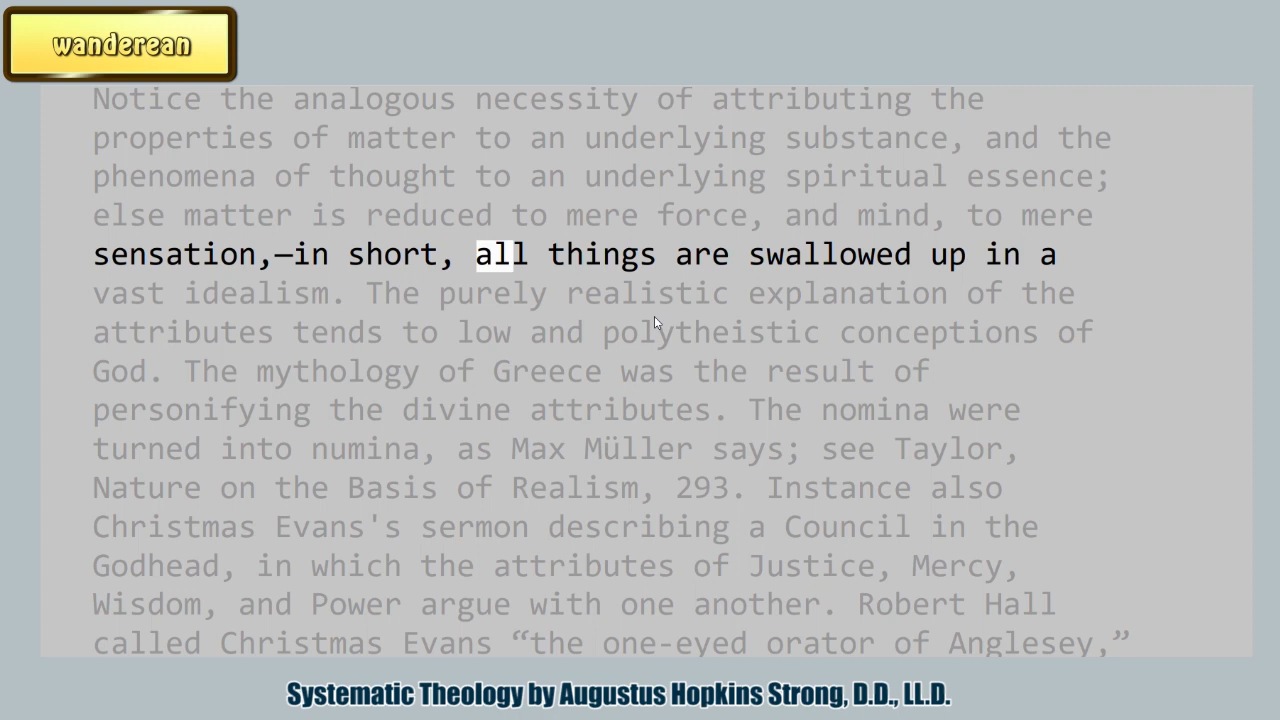 wanderean
Notice the analogous necessity of attributing the
properties of matter to an underlying substance, and the
phenomena of thought to an underlying spiritual essence;
else matter is reduced to mere force, and mind, to mere
sensation,—in short, all things are swallowed up in a
vast idealism. The purely realistic explanation of the
attributes tends to low and polytheistic conceptions of
God. The mythology of Greece was the result of
personifying the divine attributes. The nomina were
turned into numina, as Max Müller says; see Taylor,
Nature on the Basis of Realism, 293. Instance also
Christmas Evans's sermon describing a Council in the
Godhead, in which the attributes of Justice, Mercy,
Wisdom, and Power argue with one another. Robert Hall
called Christmas Evans “the one-eyed orator of Anglesey,”
Systematic Theology by Augustus Hopkins Strong, D.D., LL.D.